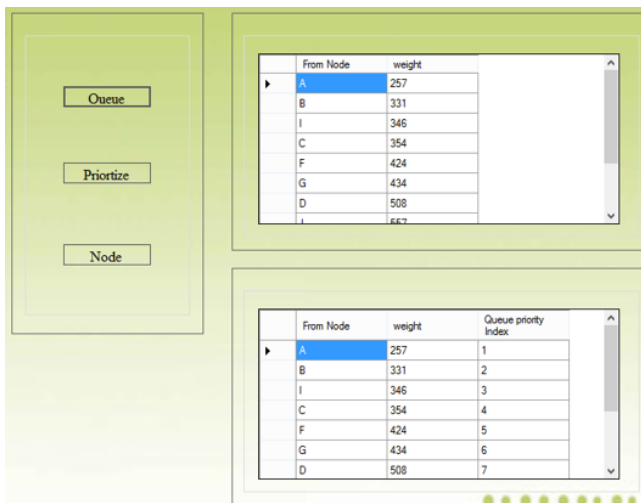 Queue
Priortize
Node
From Node weight
A 257
B 331
I 346
C 354
F 424
G 434
D 508
From Node weight Queue priority Index
A 257 1
B 331 2
I 346 3
C 354 4
F 424 5
G 434 6
D 508 7